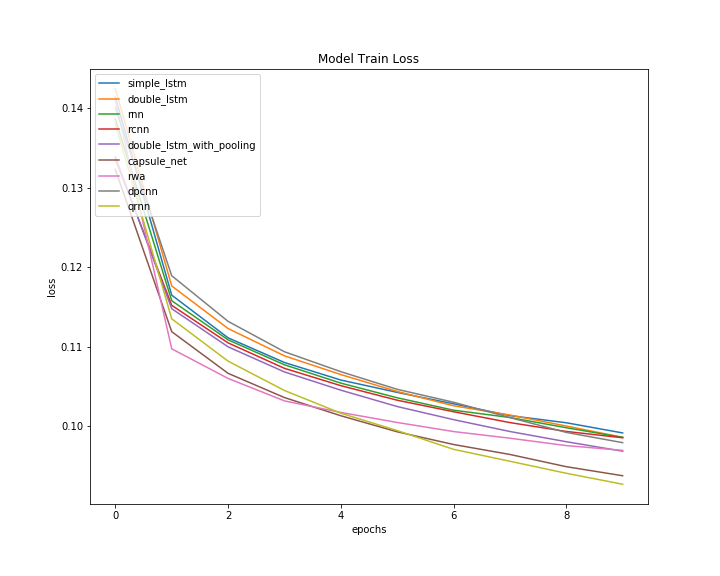 Model Train Loss
simple_lstm
double_lstm
rnn
rcnn
double_lstm_with_pooling
capsule_net
rwa
dpcnn
qrnn
0.14
0.13
0.12
0.11
0.10
loss
0 2 4 6 8
epochs